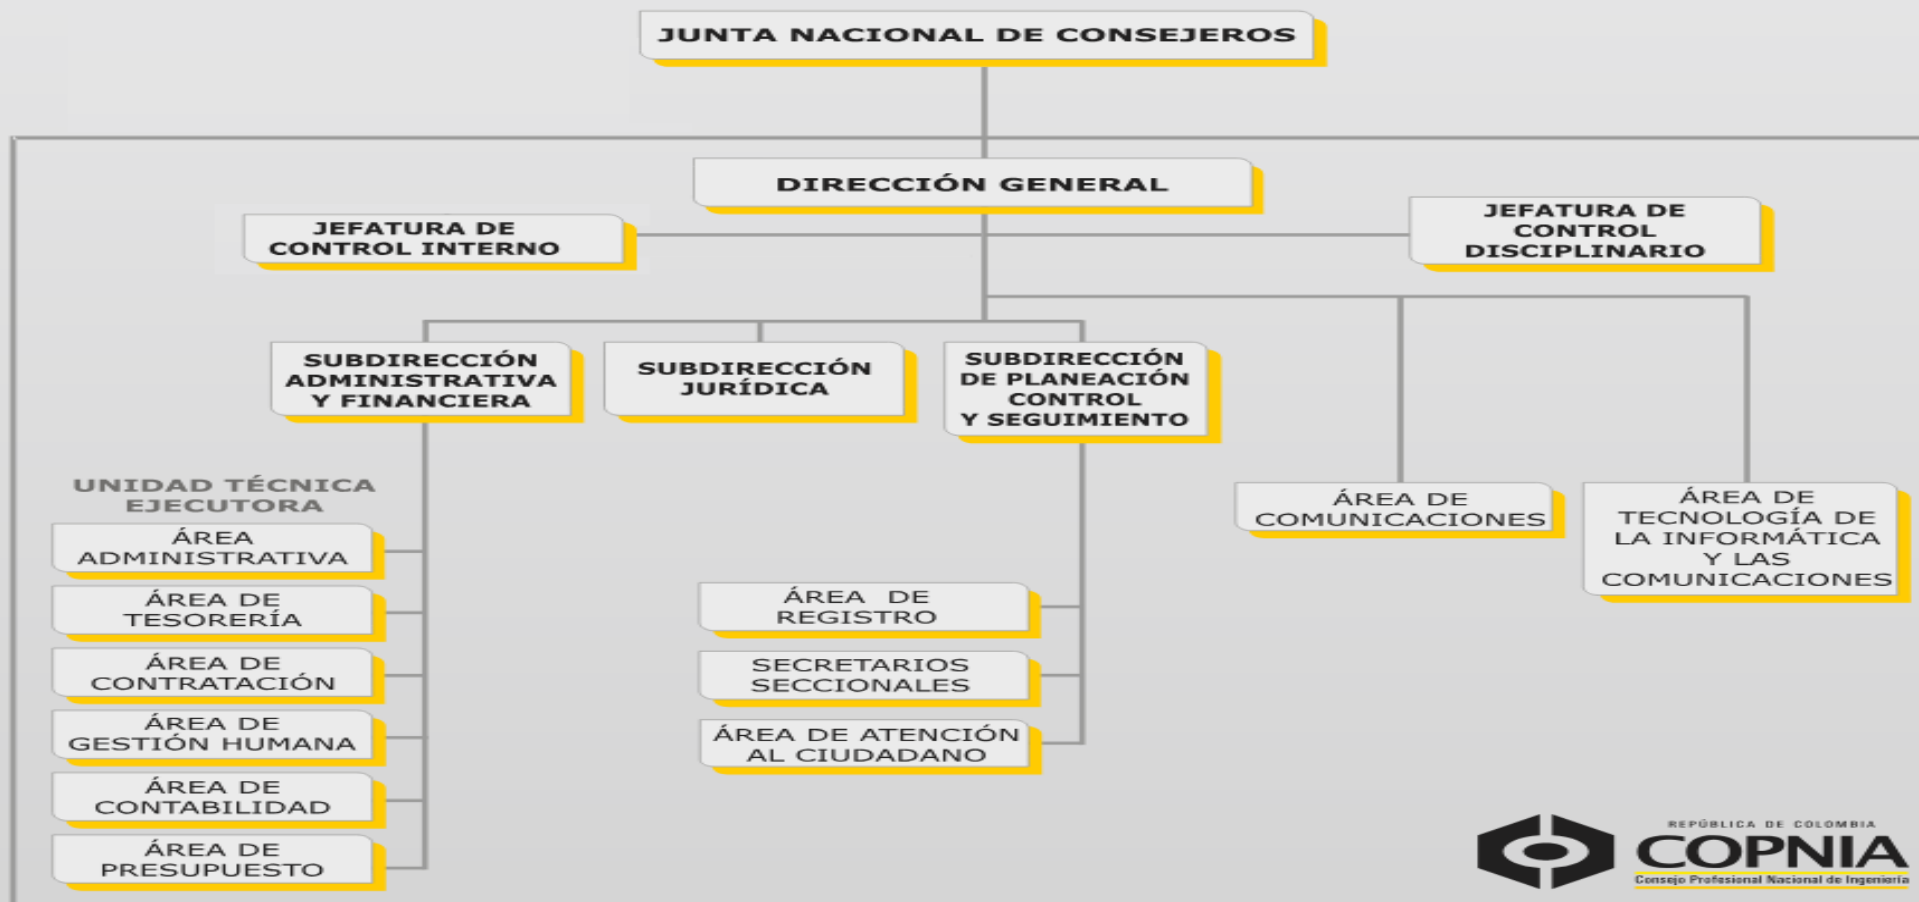 JUNTA NACIONAL DE CONSEJEROS
DIRECCIÓN GENERAL
JEFATURA DE
CONTROL INTERNO
JEFATURA DE
CONTROL
DISCIPLINARIO
SUBDIRECCIÓN
ADMINISTRATIVA
Y FINANCIERA
SUBDIRECCIÓN
JURÍDICA
SUBDIRECCIÓN
DE PLANEACIÓN
CONTROL
Y SEGUIMIENTO
UNIDAD TÉCNICA
EJECUTORA
ÁREA
ADMINISTRATIVA
ÁREA DE
TESORERÍA
ÁREA DE
CONTRATACIÓN
ÁREA DE
GESTIÓN HUMANA
ÁREA DE
CONTABILIDAD
ÁREA DE
PRESUPUESTO
ÁREA DE
REGISTRO
SECRETARIOS
SECCIONALES
ÁREA DE ATENCIÓN
AL CIUDADANO
ÁREA DE
COMUNICACIONES
ÁREA DE
TECNOLOGÍA DE
LA INFORMÁTICA
Y LAS
COMUNICACIONES
REPÚBLICA DE COLOMBIA
COPNIA
Consejo Profesional Nacional de Ingeniería